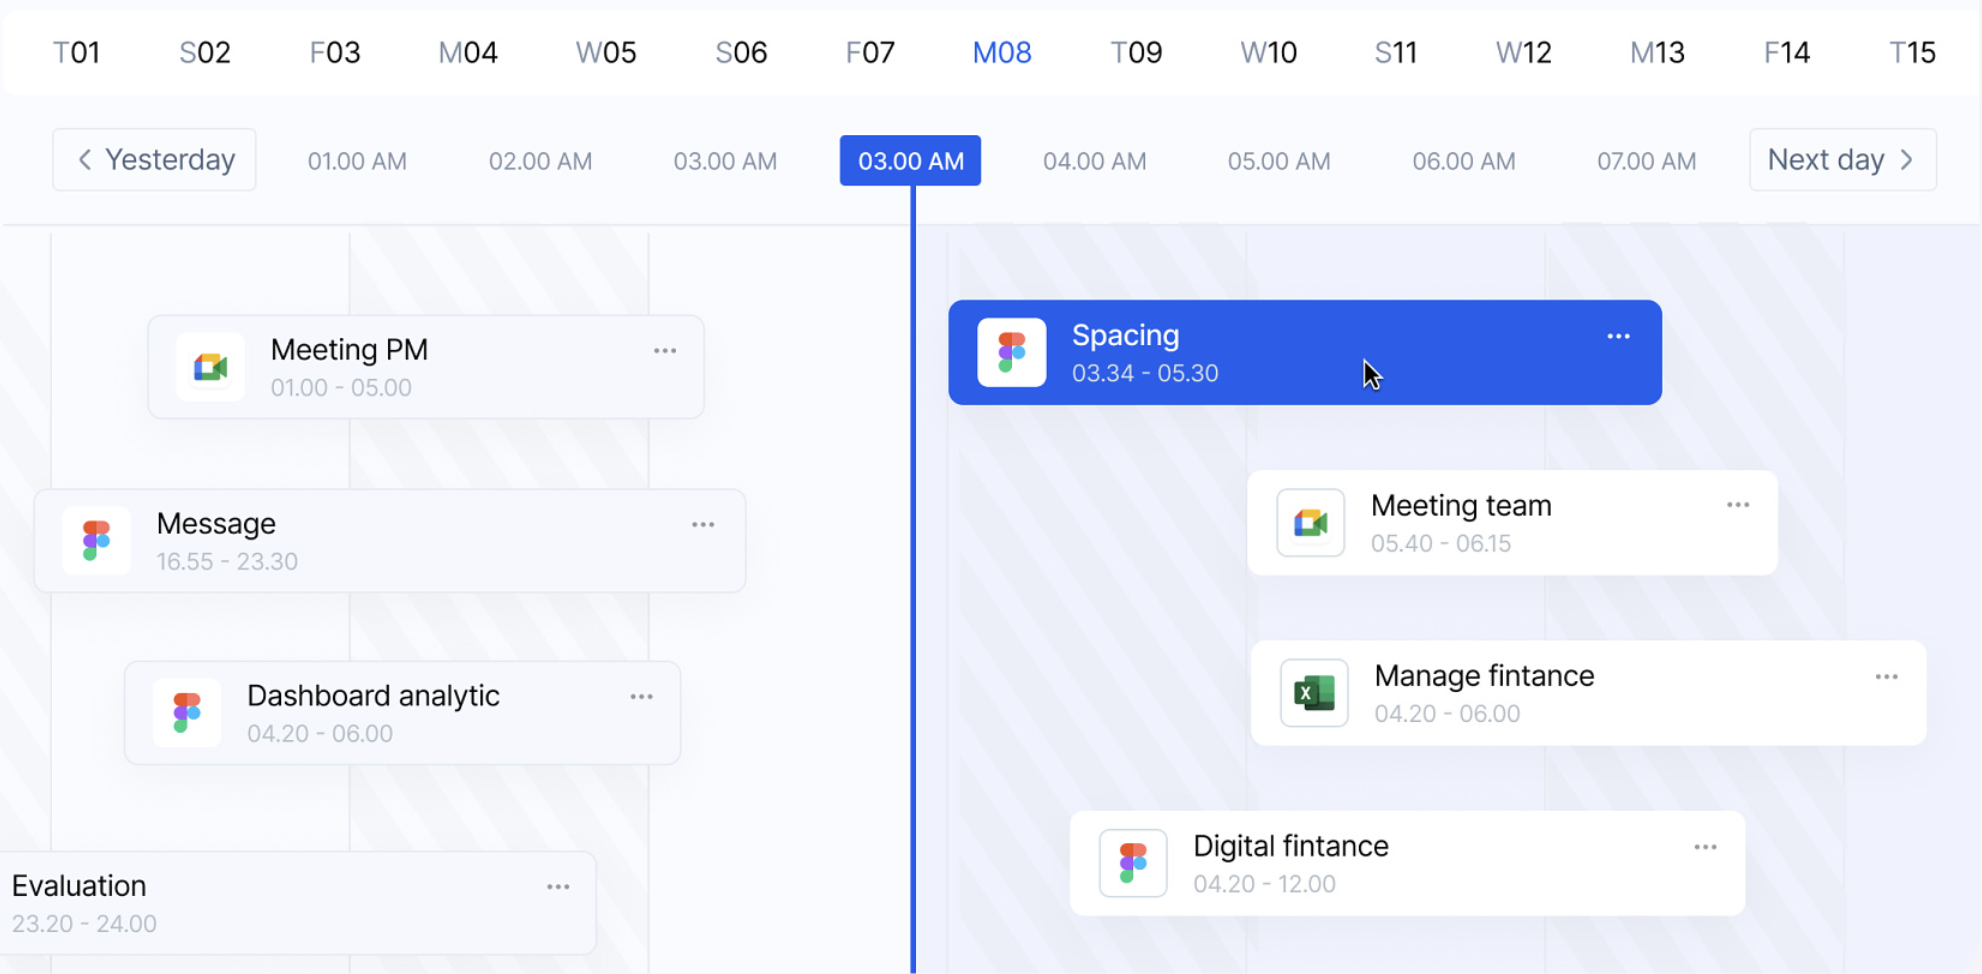 T01 S02 F03 M04 W05 S06 F07 M08 T09 W10 S11 W12 M13 F14 T15
Yesterday 01.00 AM 02.00 AM 03.00 AM 03.00 AM 04.00 AM 05.00 AM 06.00 AM 07.00 AM Next day
Meeting PM
01.00 - 05.00
Spacing
03.34 - 05.30
Message
16.55 - 23.30
Meeting team
05.40 - 06.15
Dashboard analytic
04.20 - 06.00
Manage fintance
04.20 - 06.00
Evaluation
23.20 - 24.00
Digital fintance
04.20 - 12.00